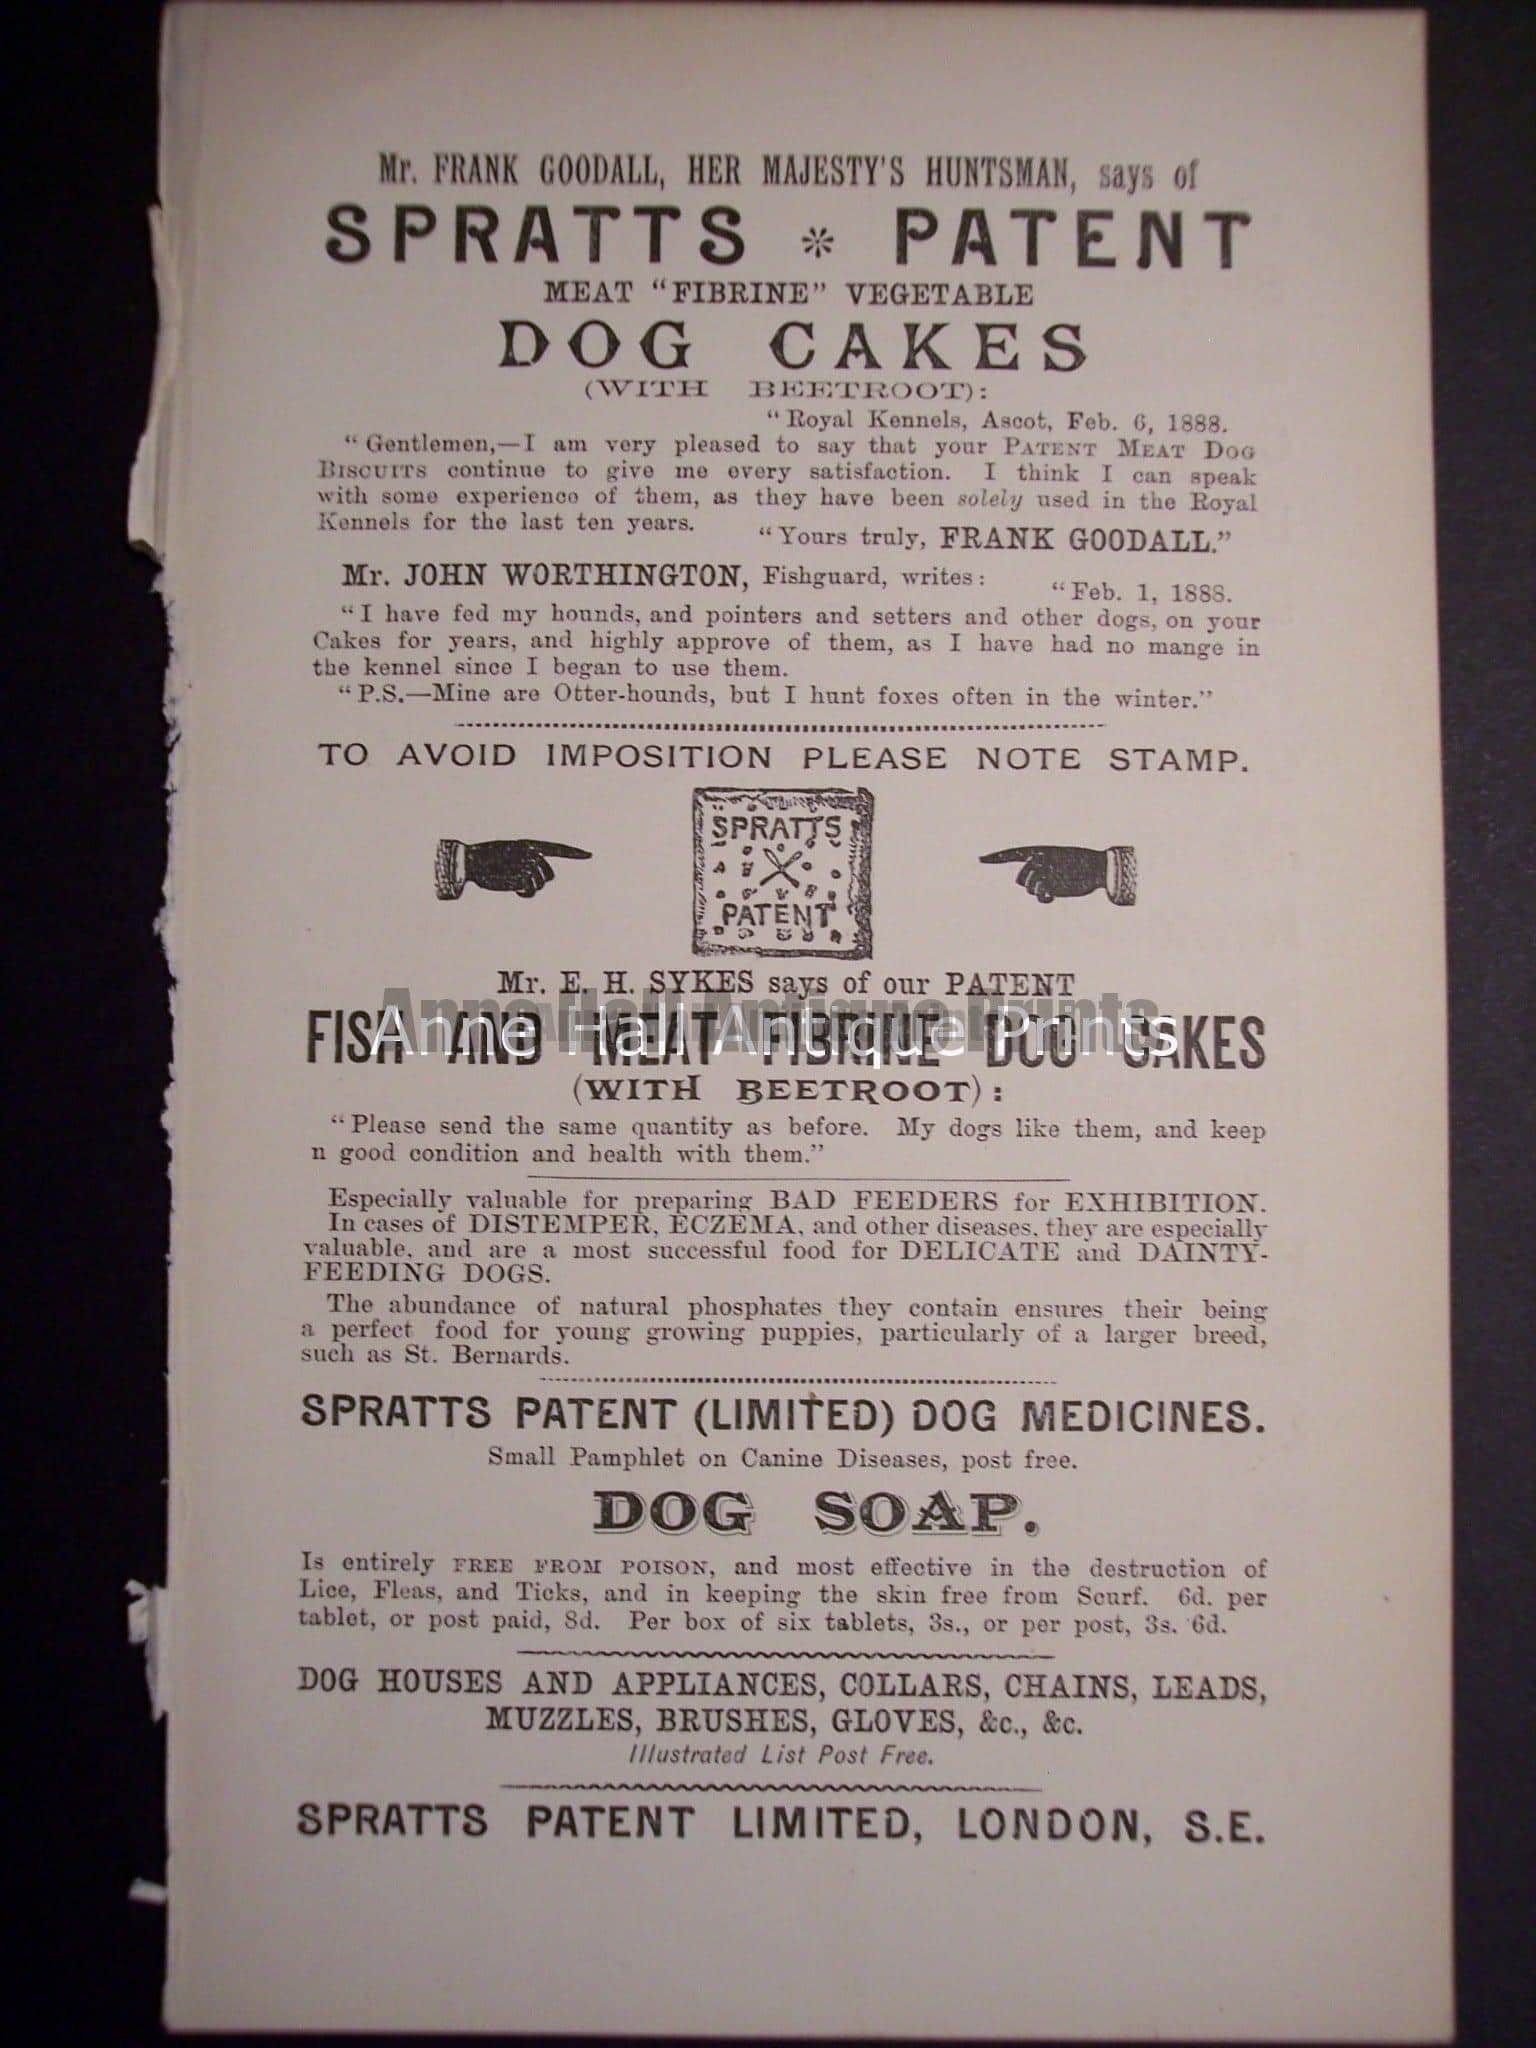 Mr. FRANK GOODALL, HER MAJESTY'S HUNTSMAN, says of
SPRATTS * PATENT
MEAT "FIBRINE" VEGETABLE
DOG CAKES
(WITH BEETROOT):
"Royal Kennels, Ascot, Feb. 6, 1888.
"Gentlemen,—I am very pleased to say that your PATENT MEAT DOG
BISCUITS continue to give me every satisfaction. I think I can speak
with some experience of them, as they have been solely used in the Royal
Kennels for the last ten years.
"Yours truly, FRANK GOODALL."
Mr. JOHN WORTHINGTON, Fishguard, writes:
"Feb. 1, 1888.
"I have fed my hounds, and pointers and setters and other dogs, on your
Cakes for years, and highly approve of them, as I have had no mange in
the kennel since I began to use them.
"P.S.—Mine are Otter-hounds, but I hunt foxes often in the winter."
TO AVOID IMPOSITION PLEASE NOTE STAMP.
SPRATTS
X
PATENT
Mr. E. H. SYKES says of our PATENT
FISH AND MEAT FIBRINE DOG CAKES
Anne Hall Antique Prints
(WITH BEETROOT):
"Please send the same quantity as before. My dogs like them, and keep
n good condition and health with them."
Especially valuable for preparing BAD FEEDERS for EXHIBITION.
In cases of DISTEMPER, ECZEMA, and other diseases, they are especially
valuable, and are a most successful food for DELICATE and DAINTY-
FEEDING DOGS.
The abundance of natural phosphates they contain ensures their being
a perfect food for young growing puppies, particularly of a larger breed,
such as St. Bernards.
SPRATTS PATENT (LIMITED) DOG MEDICINES.
Small Pamphlet on Canine Diseases, post free.
DOG SOAP.
Is entirely FREE FROM POISON, and most effective in the destruction of
Lice, Fleas, and Ticks, and in keeping the skin free from Scurf. 6d. per
tablet, or post paid, 8d. Per box of six tablets, 3s., or per post, 3s. 6d.
DOG HOUSES AND APPLIANCES, COLLARS, CHAINS, LEADS,
MUZZLES, BRUSHES, GLOVES, &c., &c.
Illustrated List Post Free.
SPRATTS PATENT LIMITED, LONDON, S.E.